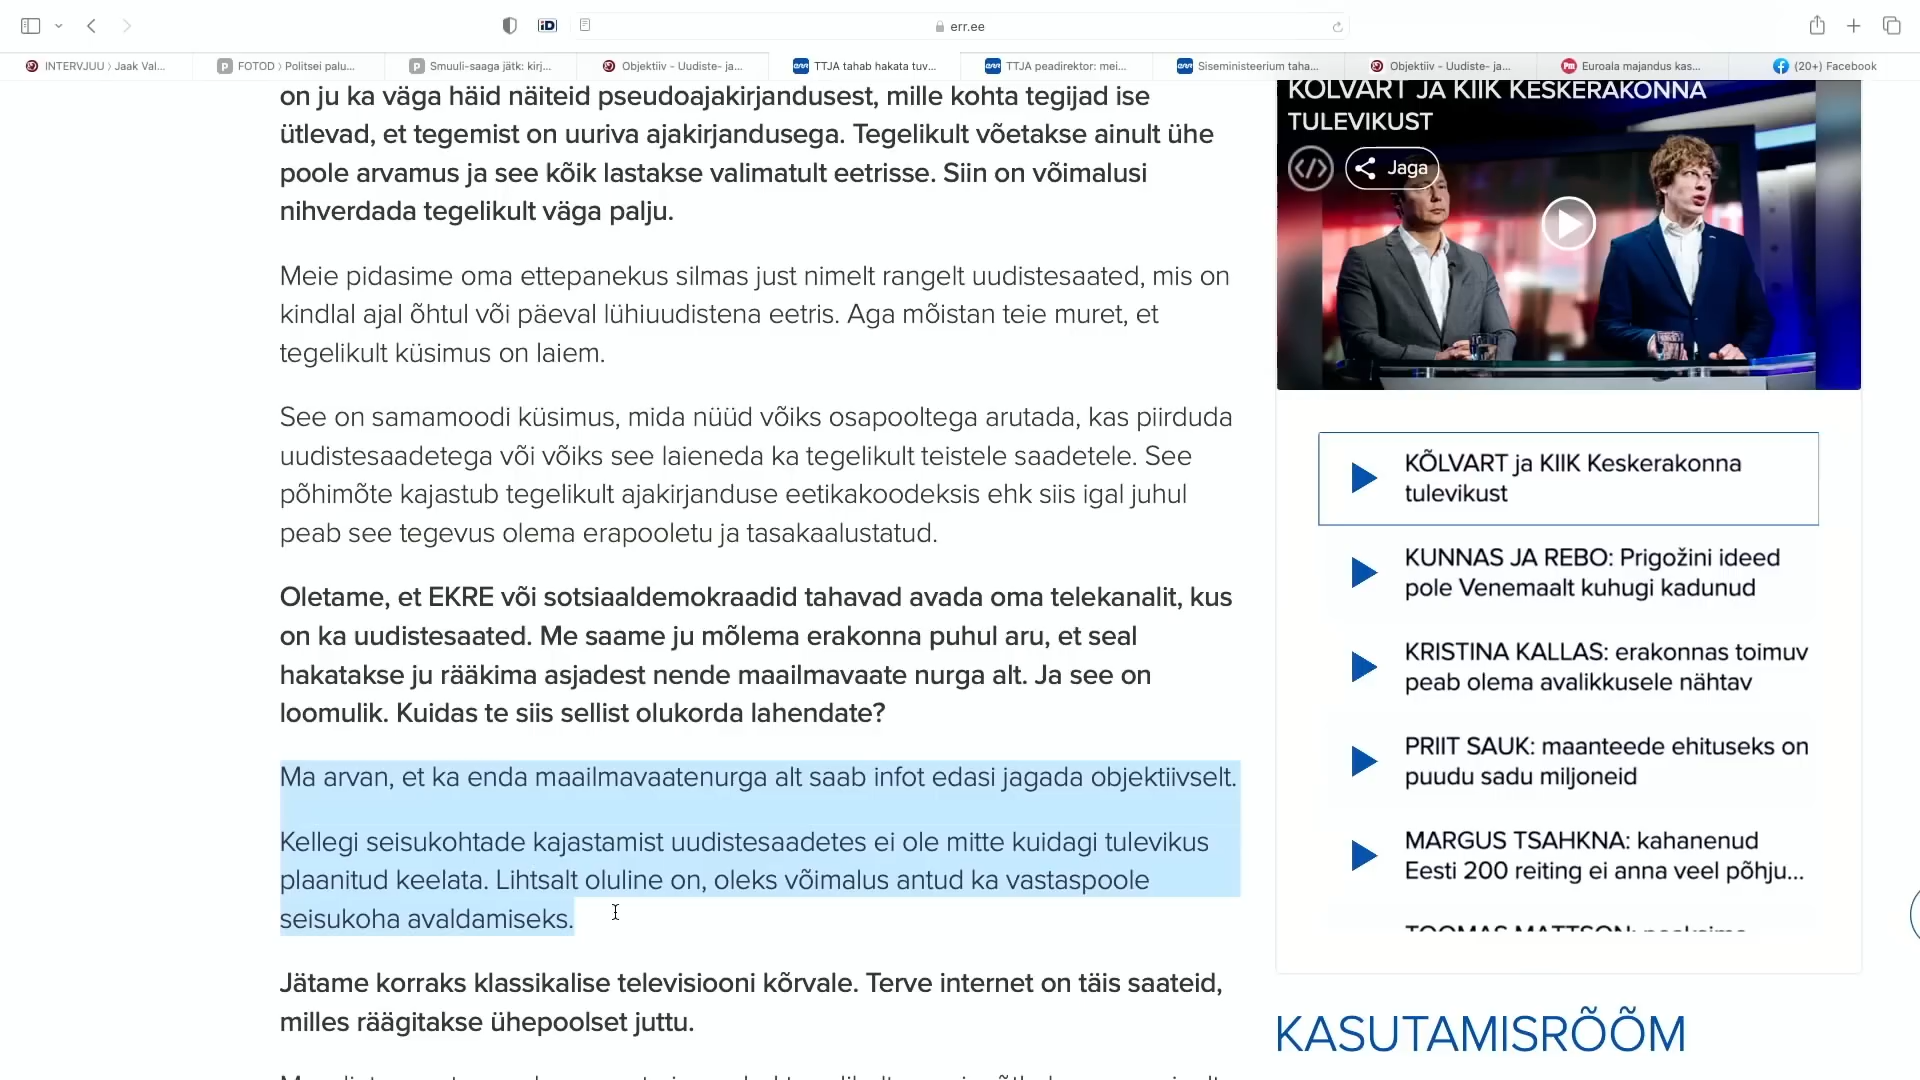 err.ee
INTERVJUU 〉Jaak Val...
FOTOD 〉Politsei palu...
Smuuli-saaga jätk: kirj...
Objektiiv - Uudiste- ja...
TTJA tahab hakata tuv...
TTJA peadirektor: mei...
Siseministeerium taha...
Objektiiv - Uudiste- ja...
Euroala majandus kas...
(20+) Facebook
on ju ka väga häid näiteid pseudoajakirjandusest, mille kohta tegijad ise
ütlevad, et tegemist on uuriva ajakirjandusega. Tegelikult võetakse ainult ühe
poole arvamus ja see kõik lastakse valimatult eetrisse. Siin on võimalusi
nihverdada tegelikult väga palju.
Meie pidasime oma ettepanekus silmas just nimelt rangelt uudistesaated, mis on
kindlal ajal õhtul või päeval lühiuudistena eetris. Aga mõistan teie muret, et
tegelikult küsimus on laiem.
See on samamoodi küsimus, mida nüüd võiks osapooltega arutada, kas piirduda
uudistesaadetega või võiks see laieneda ka tegelikult teistele saadetele. See
põhimõte kajastub tegelikult ajakirjanduse eetikakoodeksis ehk siis igal juhul
peab see tegevus olema erapooletu ja tasakaalustatud.
Oletame, et EKRE või sotsiaaldemokraadid tahavad avada oma telekanalit, kus
on ka uudistesaated. Me saame ju mõlema erakonna puhul aru, et seal
hakatakse ju rääkima asjadest nende maailmavaate nurga alt. Ja see on
loomulik. Kuidas te siis sellist olukorda lahendate?
Ma arvan, et ka enda maailmavaatenurga alt saab infot edasi jagada objektiivselt.
Kellegi seisukohtade kajastamist uudistesaadetes ei ole mitte kuidagi tulevikus
plaanitud keelata. Lihtsalt oluline on, oleks võimalus antud ka vastaspoole
seisukoha avaldamiseks.
Jätame korraks klassikalise televisiooni kõrvale. Terve internet on täis saateid,
milles räägitakse ühepoolset juttu.
KÕLVART JA KIIK KESKERAKONNA
TULEVIKUST
Jaga
KÕLVART ja KIIK Keskerakonna
tulevikust
KUNNAS JA REBO: Prigožini ideed
pole Venemaalt kuhugi kadunud
KRISTINA KALLAS: erakonnas toimuv
peab olema avalikkusele nähtav
PRIIT SAUK: maanteede ehituseks on
puudu sadu miljoneid
MARGUS TSAHKNA: kahanenud
Eesti 200 reiting ei anna veel põhju...
TOOMAS MATTSON:
KASUTAMISRÕÕM